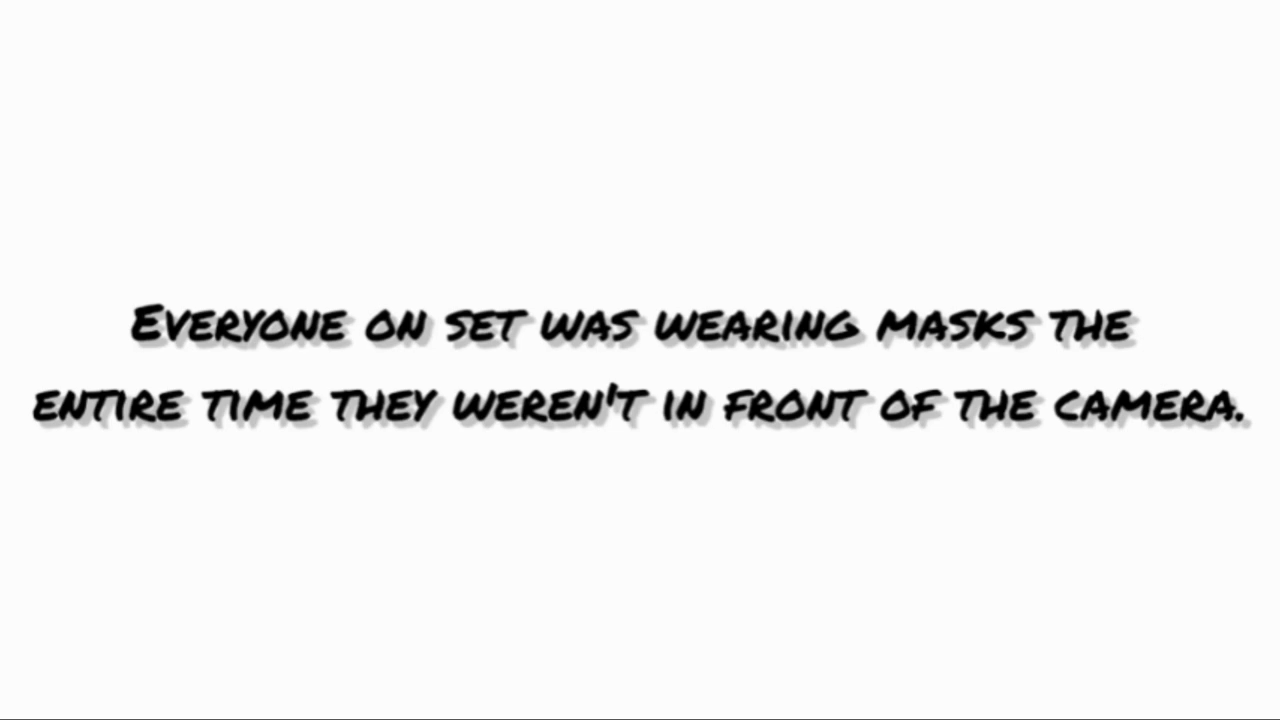 Everyone on set was wearing masks the
entire time they weren't in front of the camera.